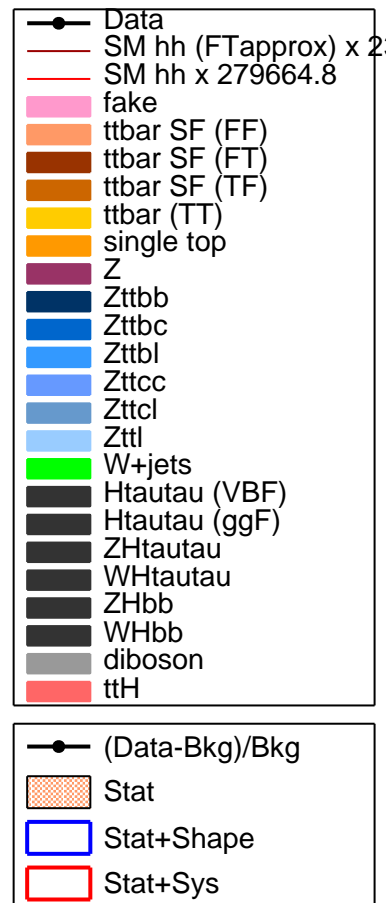 Data
SM hh (FTapprox) x 23
SM hh x 279664.8
fake
ttbar SF (FF)
ttbar SF (FT)
ttbar SF (TF)
ttbar (TT)
single top
Z
Zttbb
Zttbc
Zttbl
Zttcc
Zttcl
Zttl
W+jets
Htautau (VBF)
Htautau (ggF)
ZHtautau
WHtautau
ZHbb
WHbb
diboson
ttH
(Data-Bkg)/Bkg
Stat
Stat+Shape
Stat+Sys